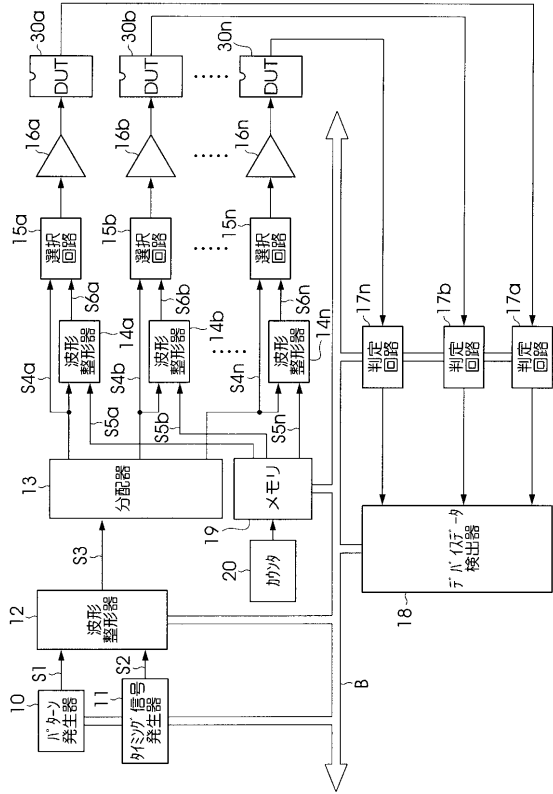 10
パターン
発生器
S1
11
タイミング信号
発生器
S2
12
波形
整形器
S3
13
分配器
19
メモリ
20
カウンタ
S4a
S5a
波形
整形器
14a
S6a
15a
選択
回路
16a
30a
DUT
S4b
S5b
波形
整形器
14b
S6b
15b
選択
回路
16b
30b
DUT
S4n
S5n
波形
整形器
14n
S6n
15n
選択
回路
16n
30n
DUT
B
17n
判定
回路
17b
判定
回路
17a
判定
回路
デバイスデータ
検出器
18